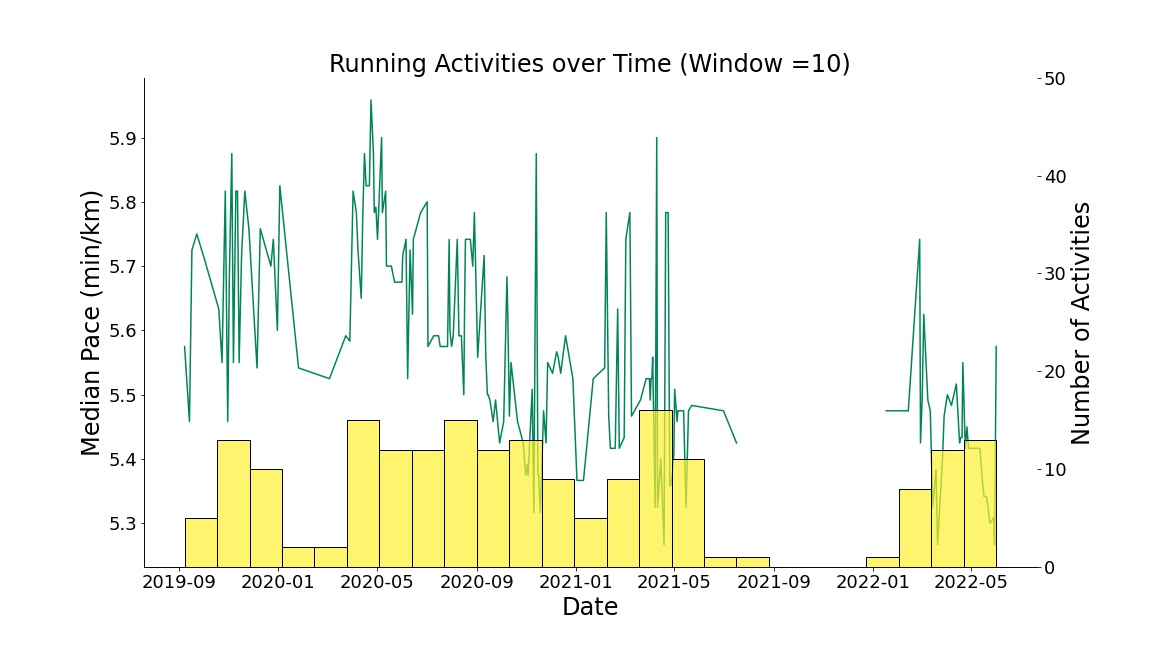 Running Activities over Time (Window =10)
Median Pace (min/km)
5.9
5.8
5.7
5.6
5.5
5.4
5.3
50
40
30
20
10
0
Number of Activities
2019-09 2020-01 2020-05 2020-09 2021-01 2021-05 2021-09 2022-01 2022-05
Date